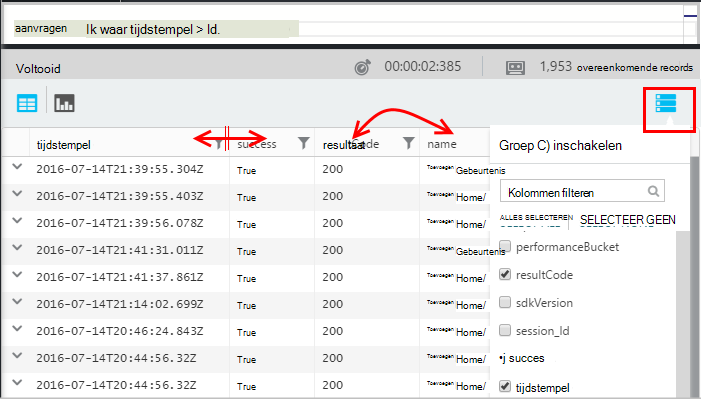 aanvragen Ik waar tijdstempel > Id.
Voltooid 00:00:02:385 1,953 overeenkomende records
tijdstempel success resultaat Code name
Groep C) inschakelen
Kolommen filteren
ALLES SELECTEREN SELECTEER GEEN
2016-07-14T21:39:55.304Z True 200 Toevoegen Gebeurtenis
2016-07-14T21:39:55.403Z True 200 Toevoegen Home/
2016-07-14T21:39:56.078Z True 200 Toevoegen Home/
2016-07-14T21:41:31.011Z True 200 Toevoegen Gebeurtenis
2016-07-14T21:41:37.861Z True 200 Toevoegen Home/
2016-07-14T21:14:02.699Z True 200 Toevoegen Home/
2016-07-14T20:46:24.843Z True 200 Toevoegen Home/
2016-07-14T20:44:56.32Z True 200 Toevoegen Home/
2016-07-14T20:44:56.32Z True 200 Toevoegen Home/
performanceBucket
resultCode
sdkVersion
session_Id
•j succes
tijdstempel